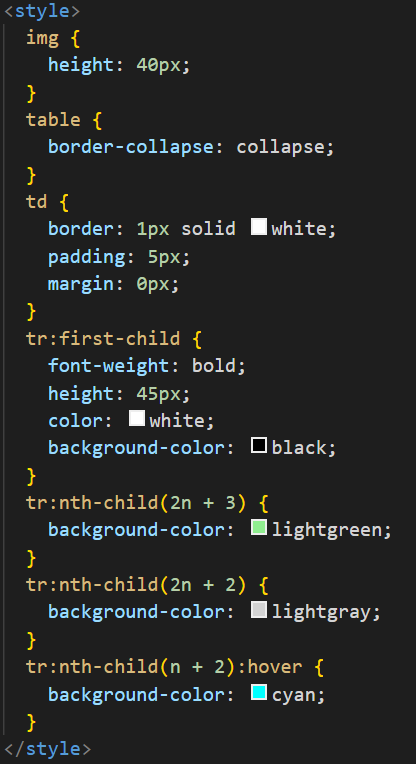 <style>
img {
height: 40px;
}
table {
border-collapse: collapse;
}
td {
border: 1px solid white;
padding: 5px;
margin: 0px;
}
tr:first-child {
font-weight: bold;
height: 45px;
color: white;
background-color: black;
}
tr:nth-child(2n + 3) {
background-color: lightgreen;
}
tr:nth-child(2n + 2) {
background-color: lightgray;
}
tr:nth-child(n + 2):hover {
background-color: cyan;
}
</style>